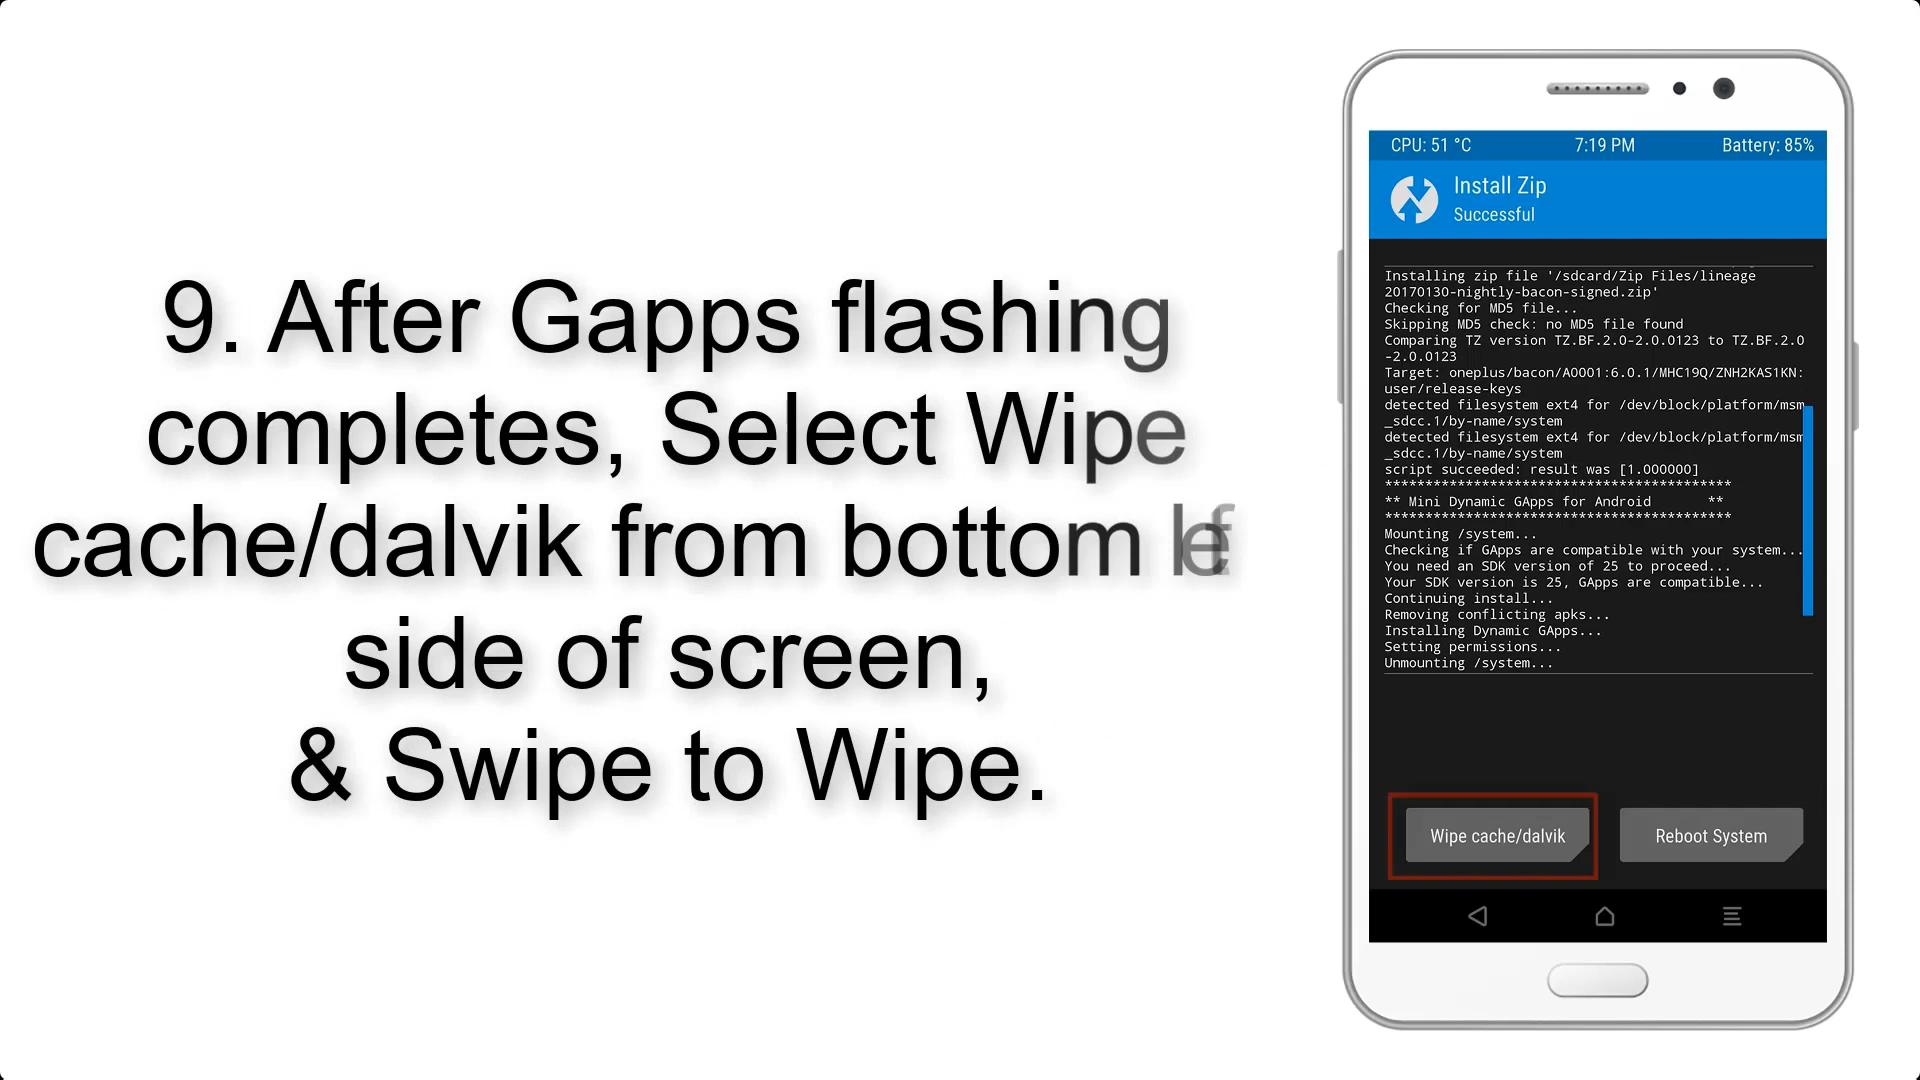 9. After Gapps flashing
completes, Select Wipe
cache/dalvik from bottom lef
side of screen,
& Swipe to Wipe.
CPU: 51 °C 7:19 PM Battery: 85%
Install Zip
Successful
Installing zip file '/sdcard/Zip Files/lineage
20170130-nightly-bacon-signed.zip'
Checking for MD5 file...
Skipping MD5 check: no MD5 file found
Comparing TZ version TZ.BF.2.0-2.0.0123 to TZ.BF.2.0
-2.0.0123
Target: oneplus/bacon/A0001:6.0.1/MHC19Q/ZNH2KAS1KN:
user/release-keys
detected filesystem ext4 for /dev/block/platform/msm
_sdcc.1/by-name/system
detected filesystem ext4 for /dev/block/platform/msm
_sdcc.1/by-name/system
script succeeded: result was [1.000000]
*******************************************
** Mini Dynamic GApps for Android **
*******************************************
Mounting /system...
Checking if GApps are compatible with your system...
You need an SDK version of 25 to proceed...
Your SDK version is 25, GApps are compatible...
Continuing install...
Removing conflicting apks...
Installing Dynamic GApps...
Setting permissions...
Unmounting /system...
Wipe cache/dalvik Reboot System